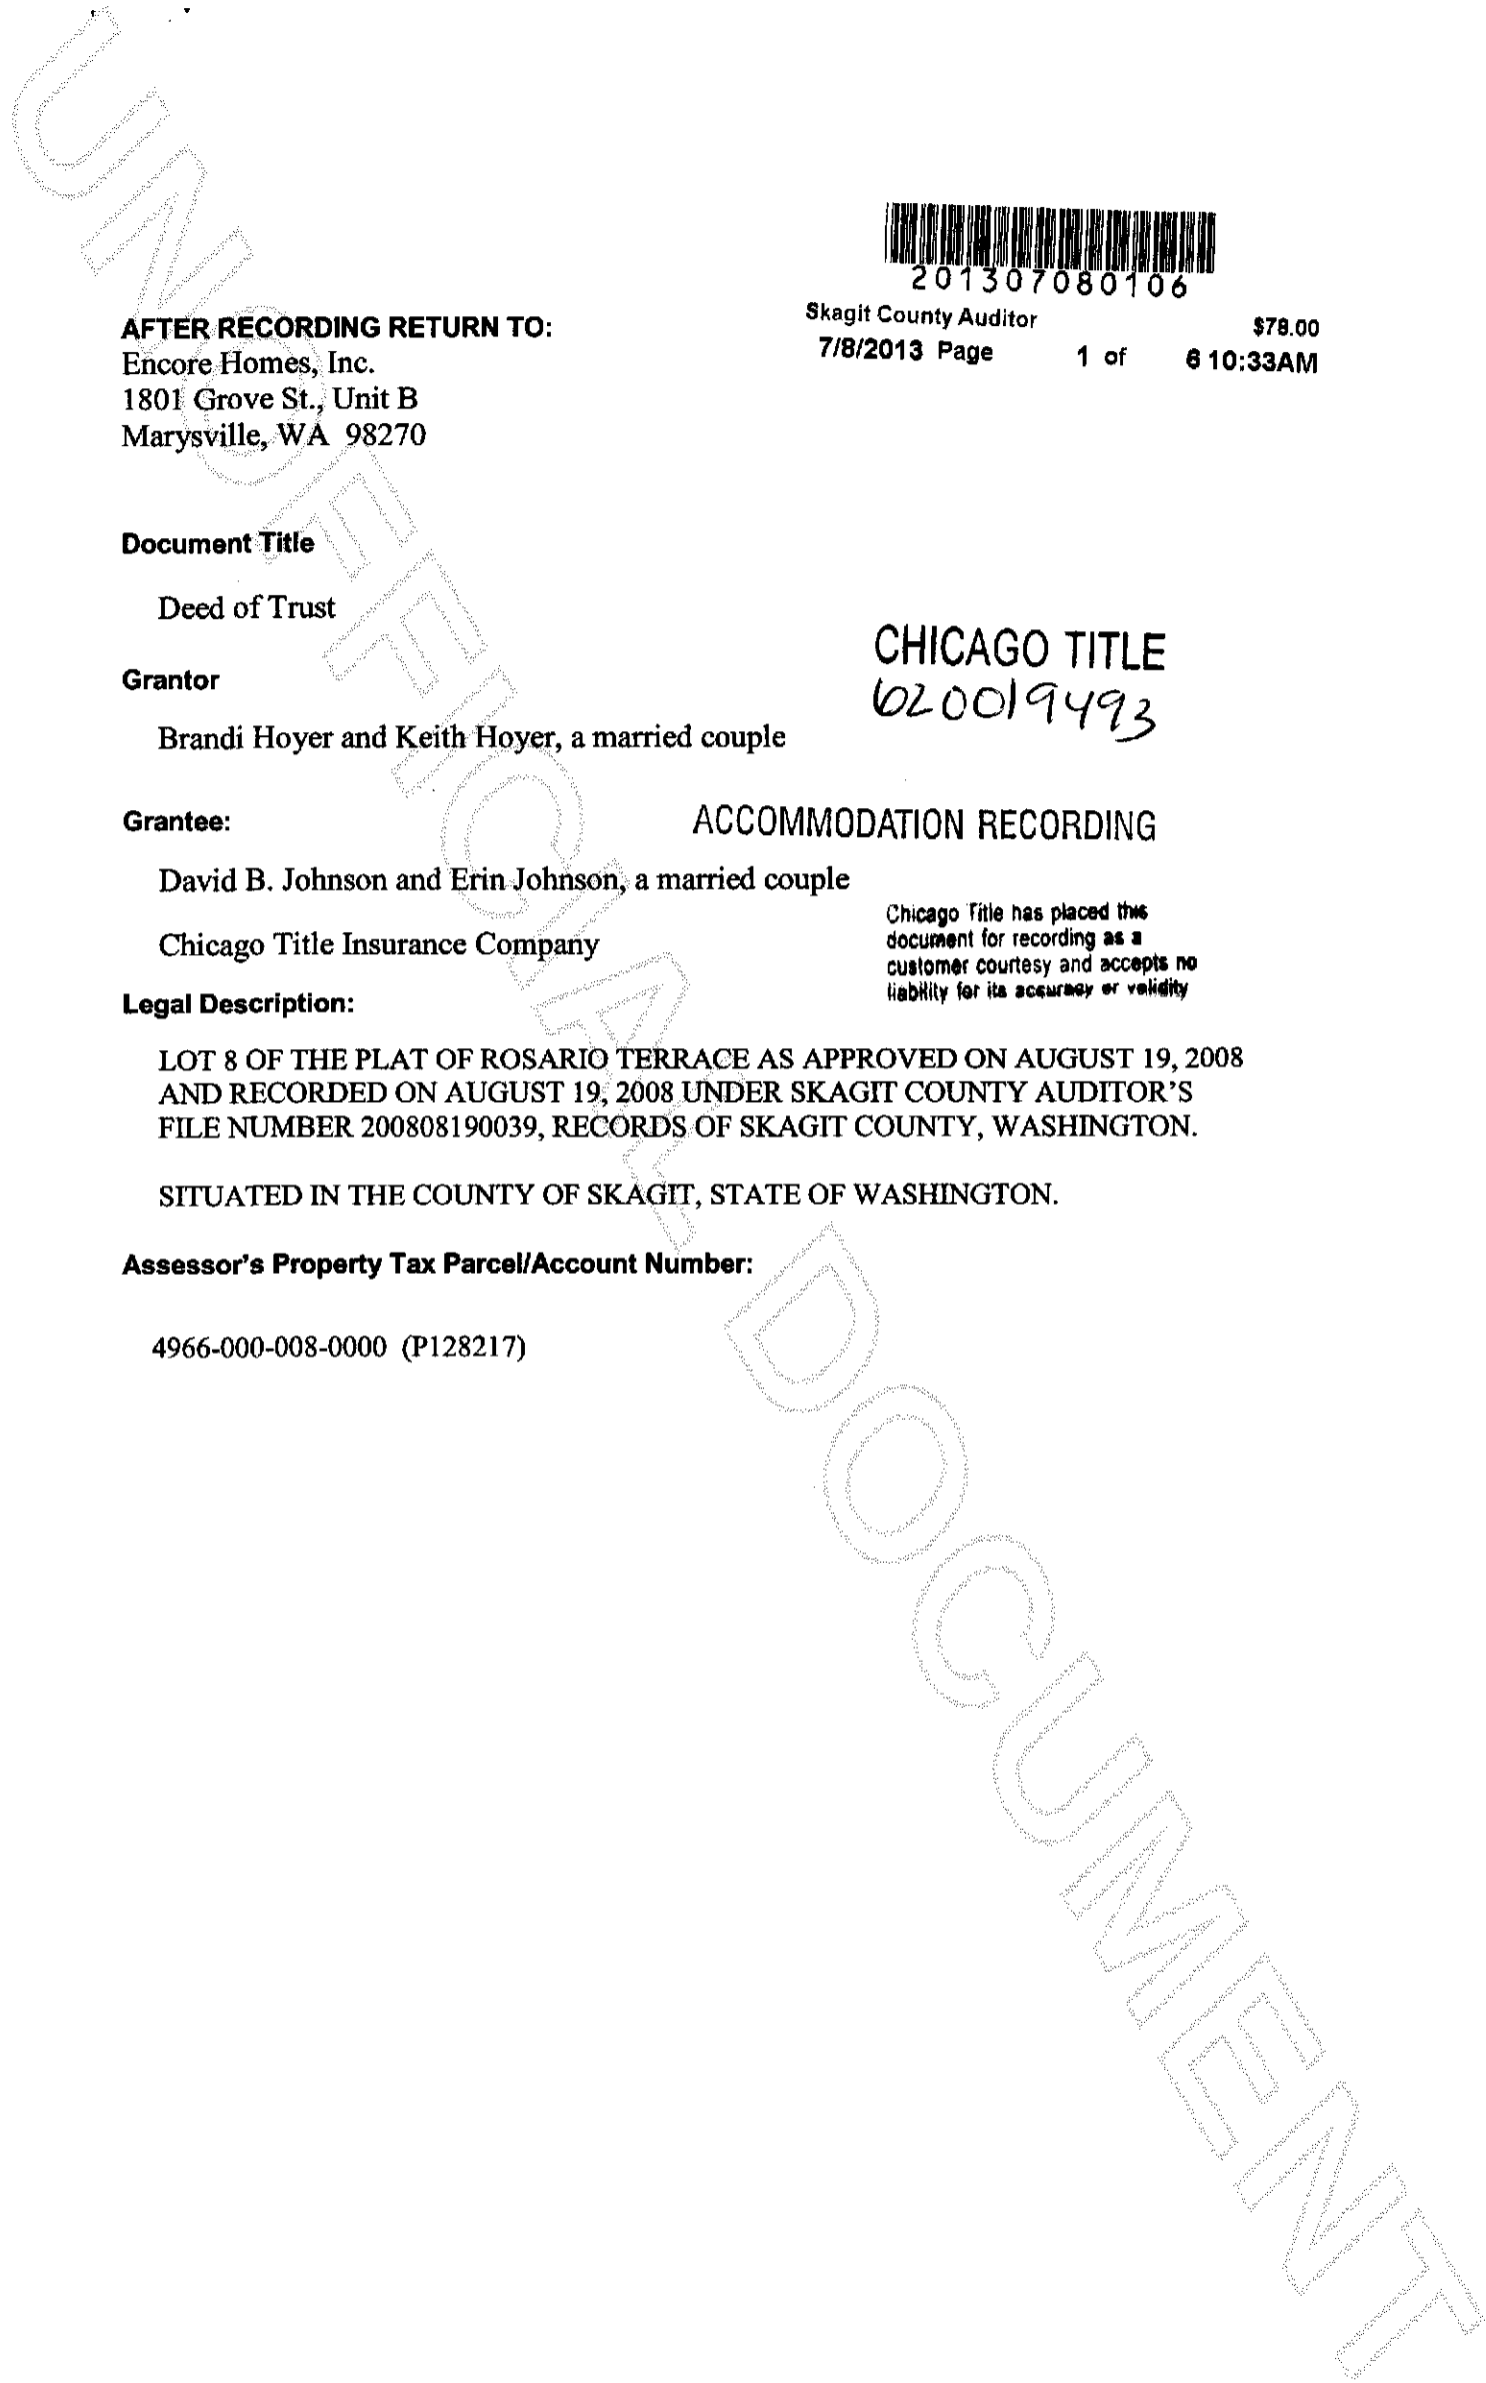 201307080106
Skagit County Auditor $78.00
7/8/2013 Page 1 of 6 10:33AM
AFTER RECORDING RETURN TO:
Encore Homes, Inc.
1801 Grove St., Unit B
Marysville, WA 98270
Document Title
Deed of Trust
CHICAGO TITLE
620019493
Grantor
Brandi Hoyer and Keith Hoyer, a married couple
Grantee:
ACCOMMODATION RECORDING
David B. Johnson and Erin Johnson, a married couple
Chicago Title Insurance Company
Chicago Title has placed this
document for recording as a
customer courtesy and accepts no
liability for its accuracy or validity
Legal Description:
LOT 8 OF THE PLAT OF ROSARIO TERRACE AS APPROVED ON AUGUST 19, 2008
AND RECORDED ON AUGUST 19, 2008 UNDER SKAGIT COUNTY AUDITOR'S
FILE NUMBER 200808190039, RECORDS OF SKAGIT COUNTY, WASHINGTON.
SITUATED IN THE COUNTY OF SKAGIT, STATE OF WASHINGTON.
Assessor's Property Tax Parcel/Account Number:
4966-000-008-0000 (P128217)
UNOFFICIAL DOCUMENT